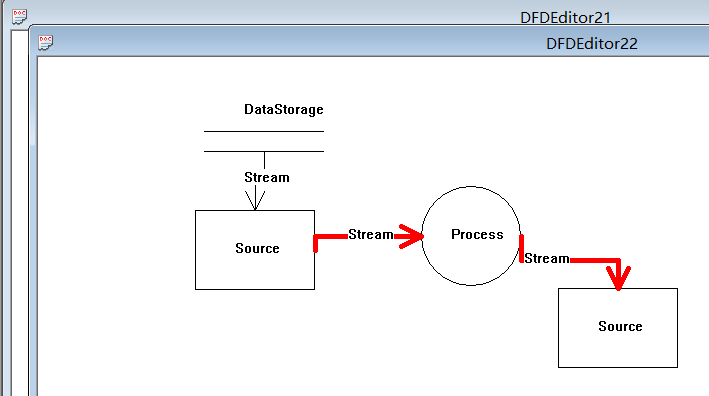 DFDEditor21
DFDEditor22
DataStorage
Stream
Source
Stream
Process
Stream
Source